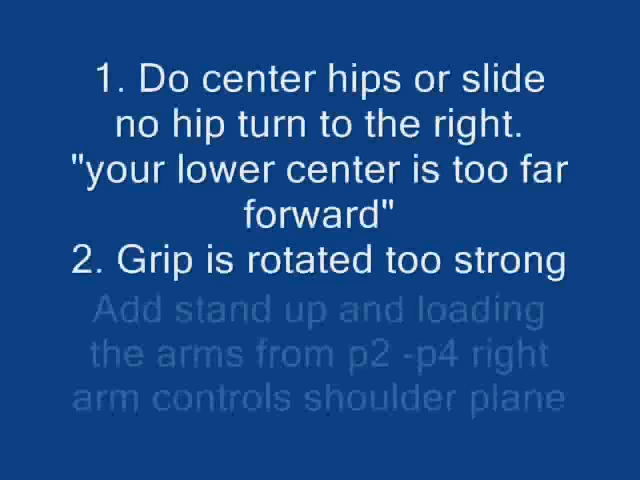 1. Do center hips or slide
no hip turn to the right.
"your lower center is too far
forward"
2. Grip is rotated too strong
Add stand up and loading
the arms from p2 -p4 right
arm controls shoulder plane